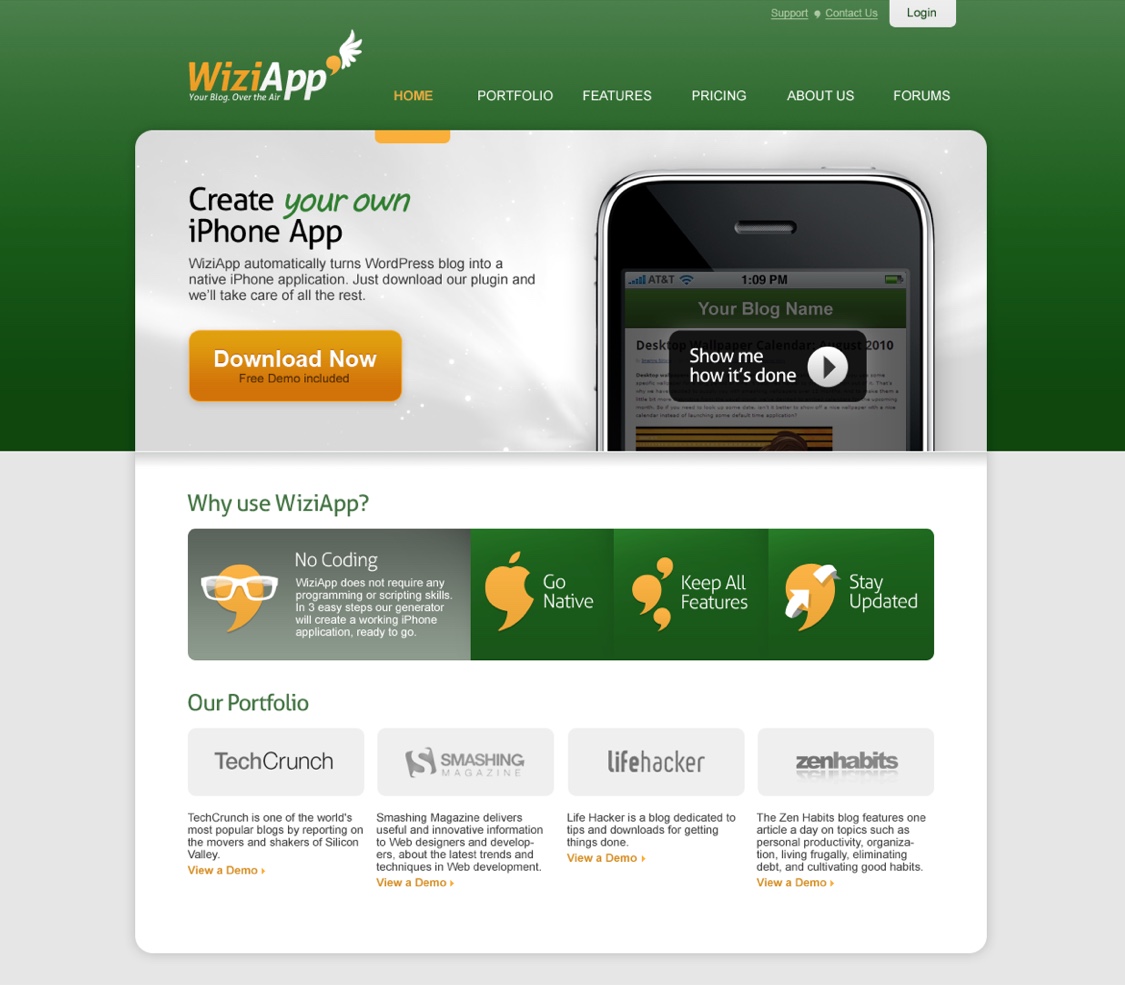 Support Contact Us Login
WiziApp
Your Blog. Over the Air
HOME PORTFOLIO FEATURES PRICING ABOUT US FORUMS
Create your own
iPhone App
WiziApp automatically turns WordPress blog into a
native iPhone application. Just download our plugin and
we'll take care of all the rest.
Download Now
Free Demo included
AT&T 1:09 PM
Your Blog Name
Desktop Wallpaper Calendar: August 2010
Show me
how it's done
Why use WiziApp?
No Coding
WiziApp does not require any
programming or scripting skills.
In 3 easy steps our generator
will create a working iPhone
application, ready to go.
Go
Native
Keep All
Features
Stay
Updated
Our Portfolio
TechCrunch
SMASHING
MAGAZINE
lifehacker
zenhabits
TechCrunch is one of the world's
most popular blogs by reporting on
the movers and shakers of Silicon
Valley.
View a Demo
Smashing Magazine delivers
useful and innovative information
to Web designers and develop-
ers, about the latest trends and
techniques in Web development.
View a Demo
Life Hacker is a blog dedicated to
tips and downloads for getting
things done.
View a Demo
The Zen Habits blog features one
article a day on topics such as
personal productivity, organiza-
tion, living frugally, eliminating
debt, and cultivating good habits.
View a Demo